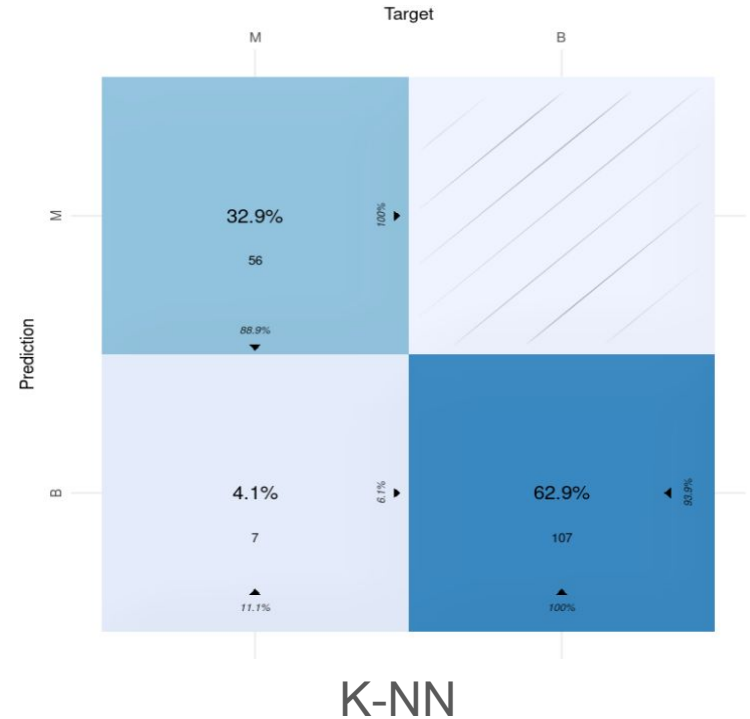 Target
M
B
M
32.9%
100%
56
88.9%
Prediction
B
4.1%
6.1%
62.9%
93.9%
7
107
11.1%
100%
K-NN